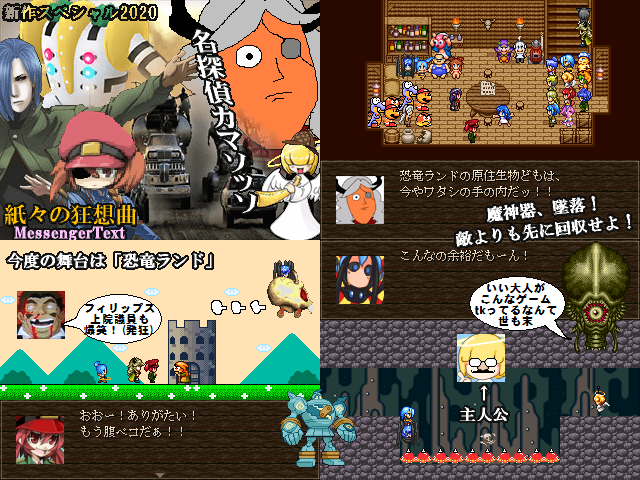 新作スペシャル2020
名探偵カマンツン
紙々の狂想曲
MessengerText
恐竜ランドの原住生物どもは、
今やワタシの手の内だッ！！
魔神器、墜落！
敵よりも先に回収せよ！
こんなの余裕だもーん！
今度の舞台は「恐竜ランド」
フィリップス
上院議員も
爆笑！(発狂)
おおー！ありがたい！
もう腹ペコだぁ！！
いい大人が
こんなゲーム
tkってるなんて
世も末
↑
主人公